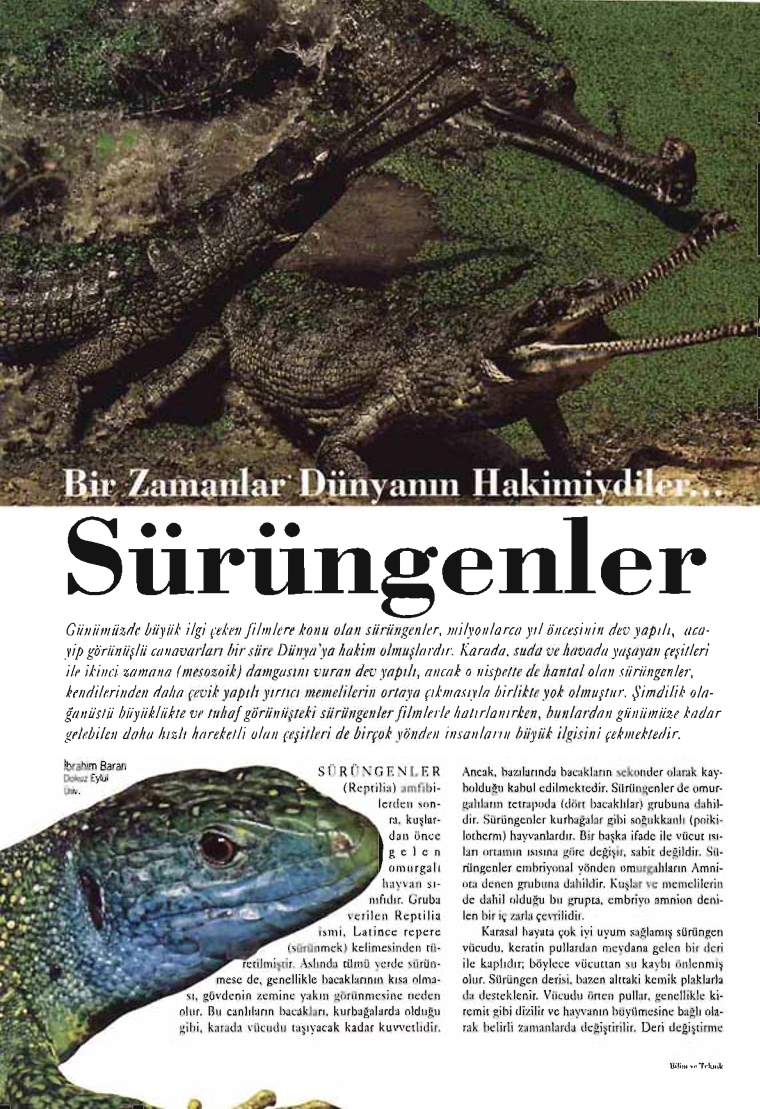 Bir Zamanlar Dünyanın Hakimiydiler...
Sürüngenler
Günümüzde büyük ilgi çeken filmlere konu olan sürüngenler, milyonlarca yıl öncesinin dev yapılı, aca-
yip görünüşlü canavarları bir süre Dünya'ya hakim olmuşlardır. Karada, suda ve havada yaşayan çeşitleri
ile ikinci zamana (mesozoik) damgasını vuran dev yapılı, ancak o nispette de hantal olan sürüngenler,
kendilerinden daha çevik yapılı yırtıcı memelilerin ortaya çıkmasıyla birlikte yok olmuştur. Şimdilik ola-
ğanüstü büyüklükte ve tuhaf görünüşteki sürüngenler filmlerle hatırlanırken, bunlardan günümüze kadar
gelebilen daha hızlı hareketli olan çeşitleri de birçok yönden insanların büyük ilgisini çekmektedir.
İbrahim Baran
Dokuz Eylül
Üniv.
SÜRÜNGENLER
(Reptilia) amfibi-
lerden son-
ra, kuşlar-
dan önce
gelen
omurgalı
hayvan sı-
nıfıdır. Gruba
verilen Reptilia
ismi, Latince repere
(sürünmek) kelimesinden tü-
retilmiştir. Aslında tümü yerde sürün-
mese de, genellikle bacaklarının kısa olma-
sı, gövdenin zemine yakın görünmesine neden
olur. Bu canlıların bacakları, kurbağalarda olduğu
gibi, karada vücudu taşıyacak kadar kuvvetlidir.
Ancak, bazılarında bacakların sekonder olarak kay-
bolduğu kabul edilmektedir. Sürüngenler de omur-
galıların tetrapoda (dört bacaklılar) grubuna dahil-
dir. Sürüngenler kurbağalar gibi soğukkanlı (poiki-
lotherm) hayvanlardır. Bir başka ifade ile vücut ısı-
ları ortamın ısısına göre değişir, sabit değildir. Sü-
rüngenler embriyonal yönden omurgalıların Amni-
ota denen grubuna dahildir. Kuşlar ve memelilerin
de dahil olduğu bu grupta, embriyo amnion deni-
len bir iç zarla çevrilidir.
Karasal hayata çok iyi uyum sağlamış sürüngen
vücudu, keratin pullardan meydana gelen bir deri
ile kaplıdır; böylece vücuttan su kaybı önlenmiş
olur. Sürüngen derisi, bazen alttaki kemik plaklarla
da desteklenir. Vücudu örten pullar, genellikle ki-
remit gibi dizilir ve hayvanın büyümesine bağlı ola-
rak belirli zamanlarda değiştirilir. Deri değiştirme
Bilim ve Teknik